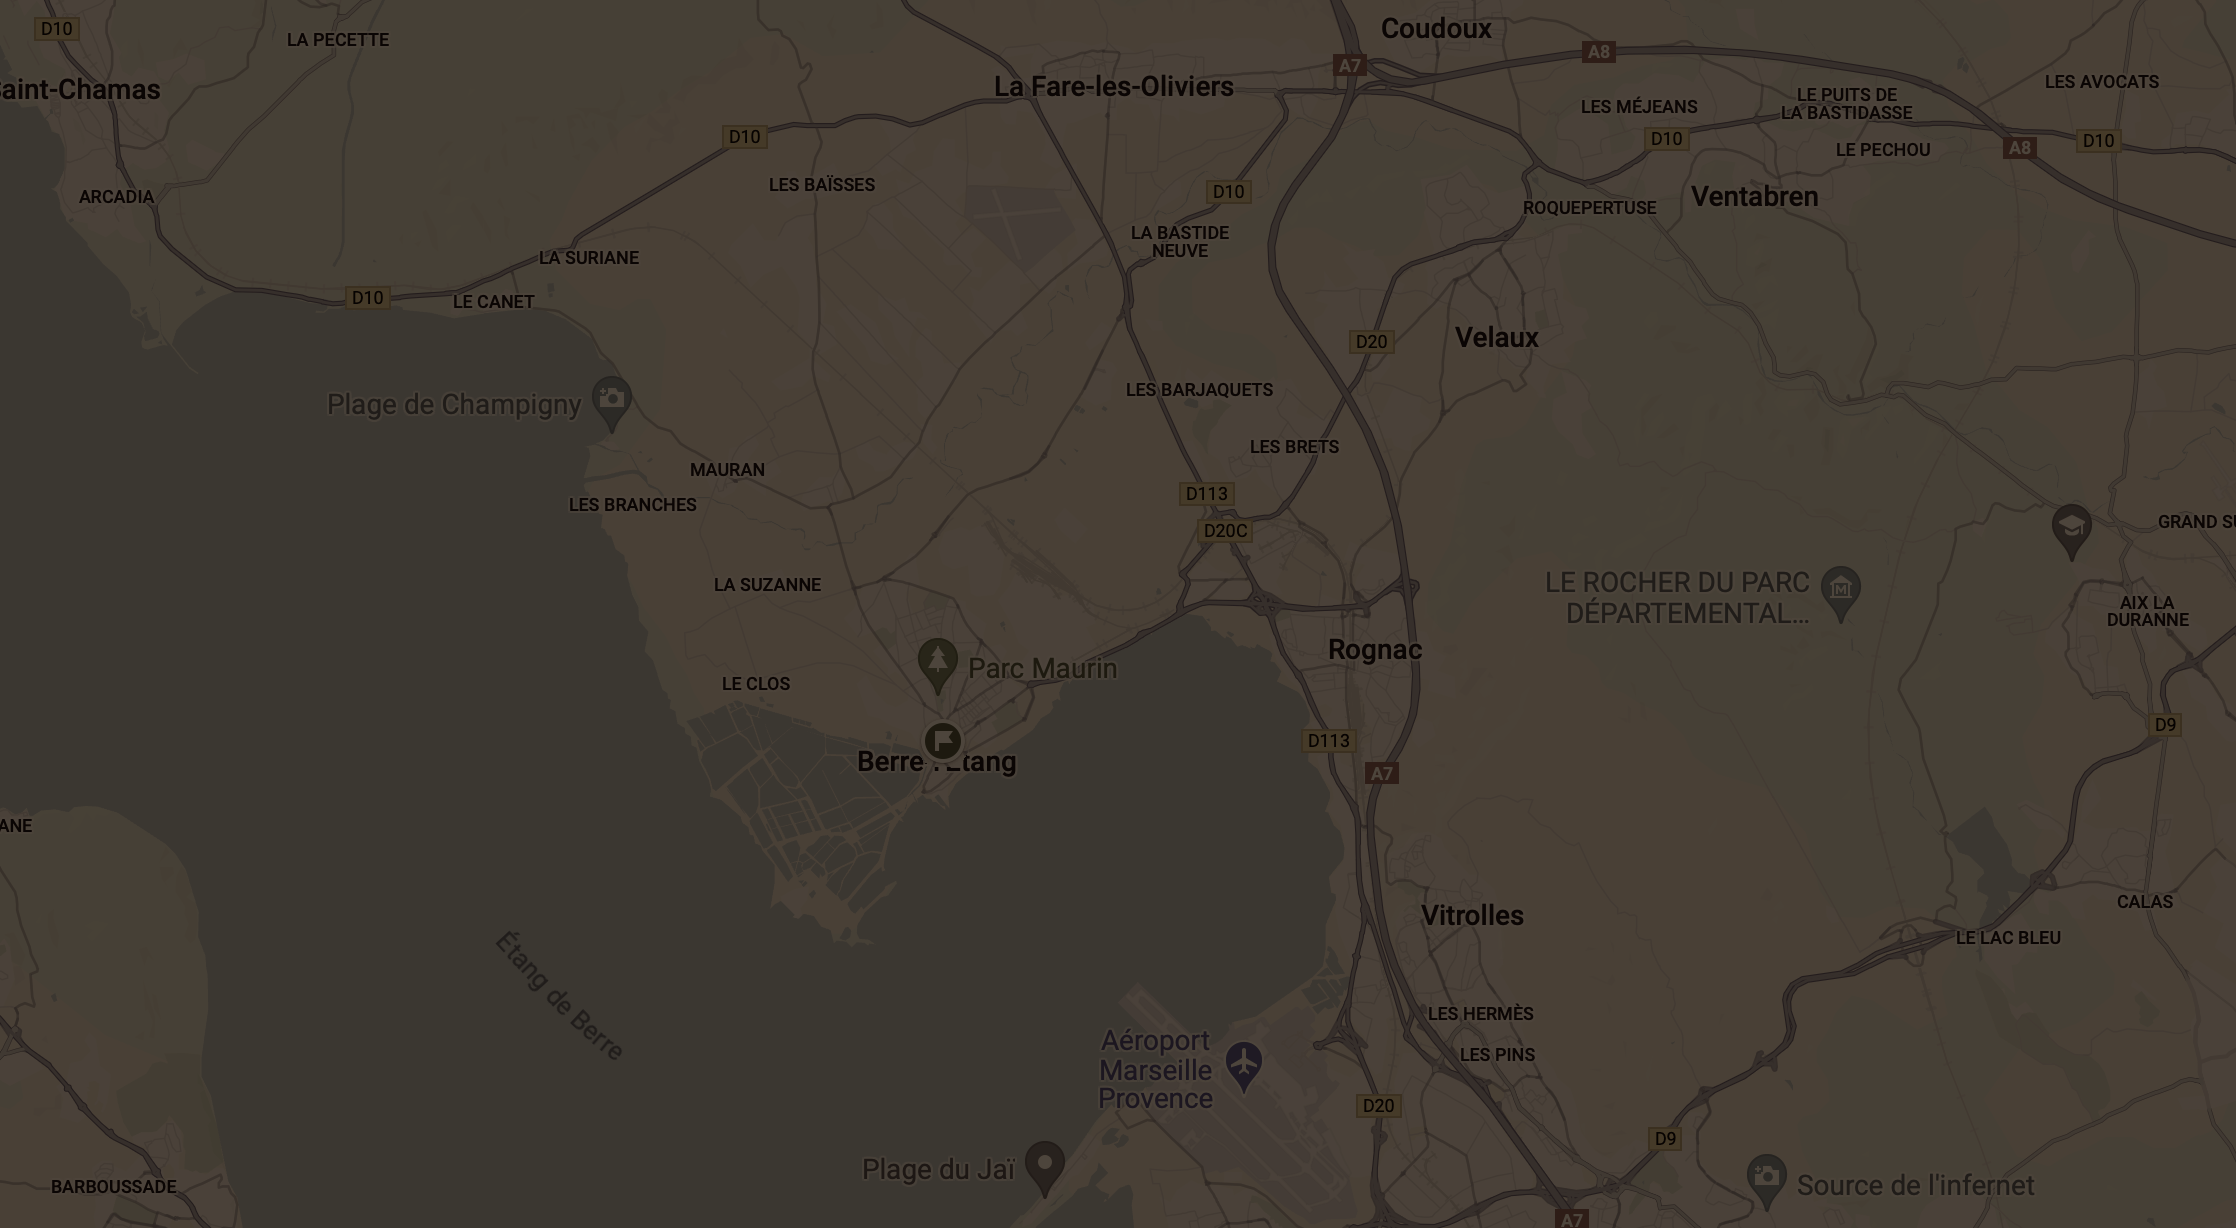 D10
LA PECETTE
Coudoux
A8
A7
Saint-Chamas
La Fare-les-Oliviers
LES AVOCATS
LES MÉJEANS
LE PUITS DE
LA BASTIDASSE
D10
D10
D10
A8
LE PECHOU
LES BAÏSSES
D10
ARCADIA
Ventabren
ROQUEPERTUSE
LA BASTIDE
NEUVE
LA SURIANE
D10
LE CANET
D20
Velaux
LES BARJAQUETS
Plage de Champigny
LES BRETS
MAURAN
D113
LES BRANCHES
D20C
LA SUZANNE
LE ROCHER DU PARC
DÉPARTEMENTAL...
AIX LA
DURANNE
Rognac
Parc Maurin
LE CLOS
D9
D113
Berre-l'Étang
A7
CALAS
Vitrolles
LE LAC BLEU
Étang de Berre
LES HERMÈS
Aéroport
Marseille
Provence
LES PINS
D20
D9
Plage du Jaï
BARBOUSSADE
Source de l'infernet
A7